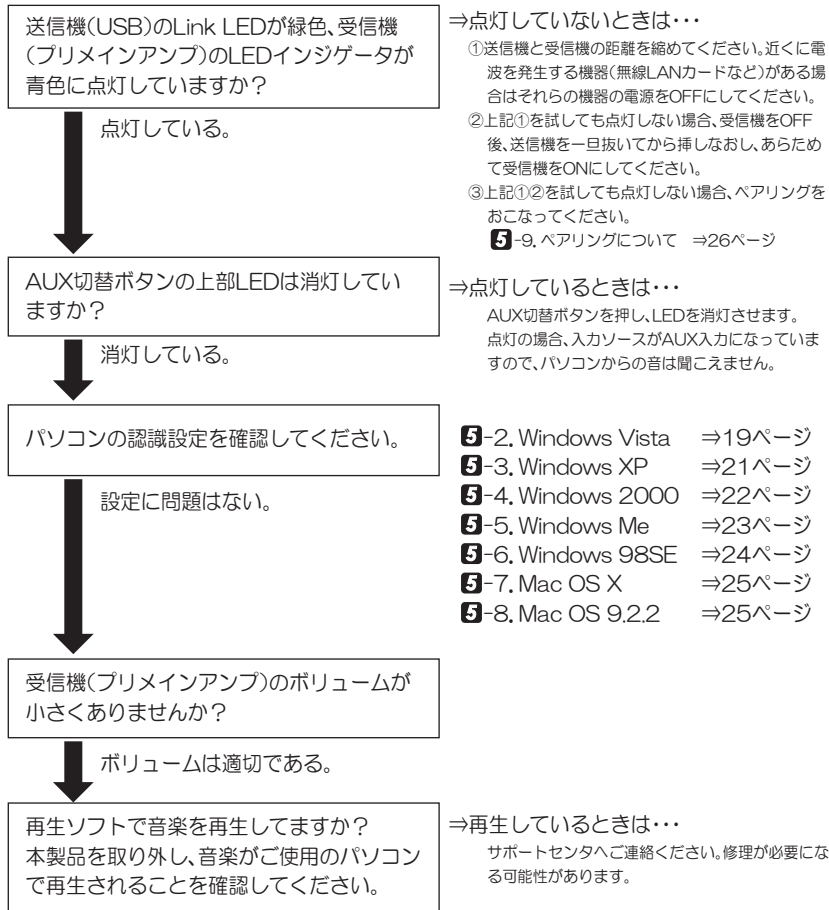 送信機(USB)のLink LEDが緑色、受信機
(プリメインアンプ)のLEDインジゲータが
青色に点灯していますか？
⇒点灯していないときは・・・
①送信機と受信機の距離を縮めてください。近くに電
波を発生する機器(無線LANカードなど)がある場
合はそれらの機器の電源をOFFにしてください。
②上記①を試しても点灯しない場合、受信機をOFF
後、送信機を一旦抜いてから挿しなおし、あらため
て受信機をONにしてください。
③上記①②を試しても点灯しない場合、ペアリングを
おこなってください。
5-9. ペアリングについて ⇒26ページ
点灯している。
AUX切替ボタンの上部LEDは消灯してい
ますか？
⇒点灯しているときは・・・
AUX切替ボタンを押し、LEDを消灯させます。
点灯の場合、入力ソースがAUX入力になっていま
すので、パソコンからの音は聞こえません。
消灯している。
パソコンの認識設定を確認してください。
5-2. Windows Vista ⇒19ページ
5-3. Windows XP ⇒21ページ
5-4. Windows 2000 ⇒22ページ
5-5. Windows Me ⇒23ページ
5-6. Windows 98SE ⇒24ページ
5-7. Mac OS X ⇒25ページ
5-8. Mac OS 9.2.2 ⇒25ページ
設定に問題はない。
受信機(プリメインアンプ)のボリュームが
小さくありませんか？
ボリュームは適切である。
再生ソフトで音楽を再生してますか？
本製品を取り外し、音楽がご使用のパソコン
で再生されることを確認してください。
⇒再生しているときは・・・
サポートセンタへご連絡ください。修理が必要にな
る可能性があります。